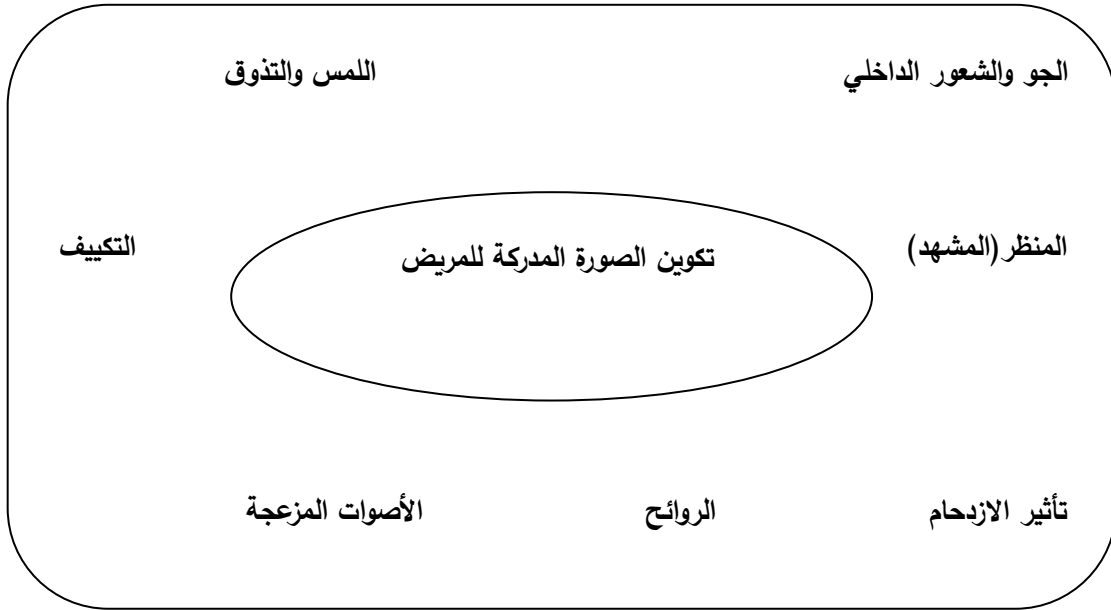 الجو والشعور الداخلي
اللمس والتذوق
المنظر(المشهد)
تكوين الصورة المدركة للمريض
التكييف
تأثير الازدحام
الروائح
الأصوات المزعجة